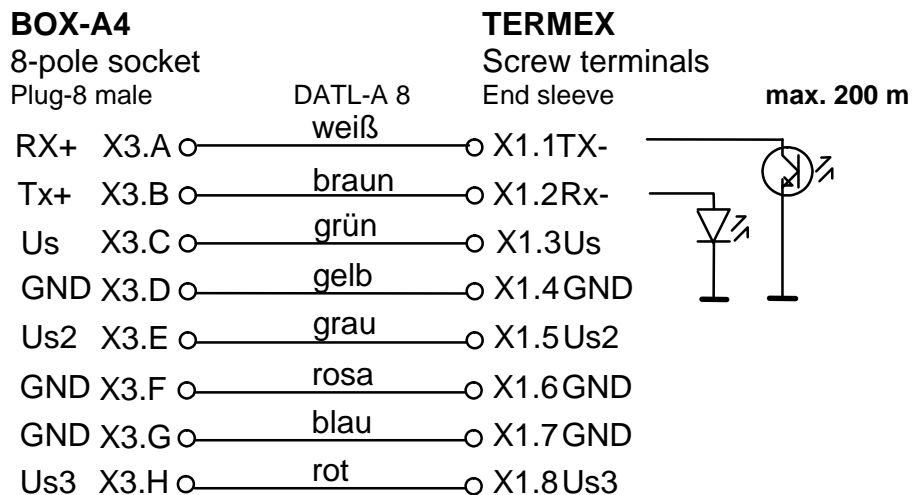 BOX-A4 TERMEX
8-pole socket Screw terminals
Plug-8 male DATL-A 8 End sleeve max. 200 m
RX+ X3.A weiß X1.1TX-
Tx+ X3.B braun X1.2Rx-
Us X3.C grün X1.3Us
GND X3.D gelb X1.4GND
Us2 X3.E grau X1.5Us2
GND X3.F rosa X1.6GND
GND X3.G blau X1.7GND
Us3 X3.H rot X1.8Us3